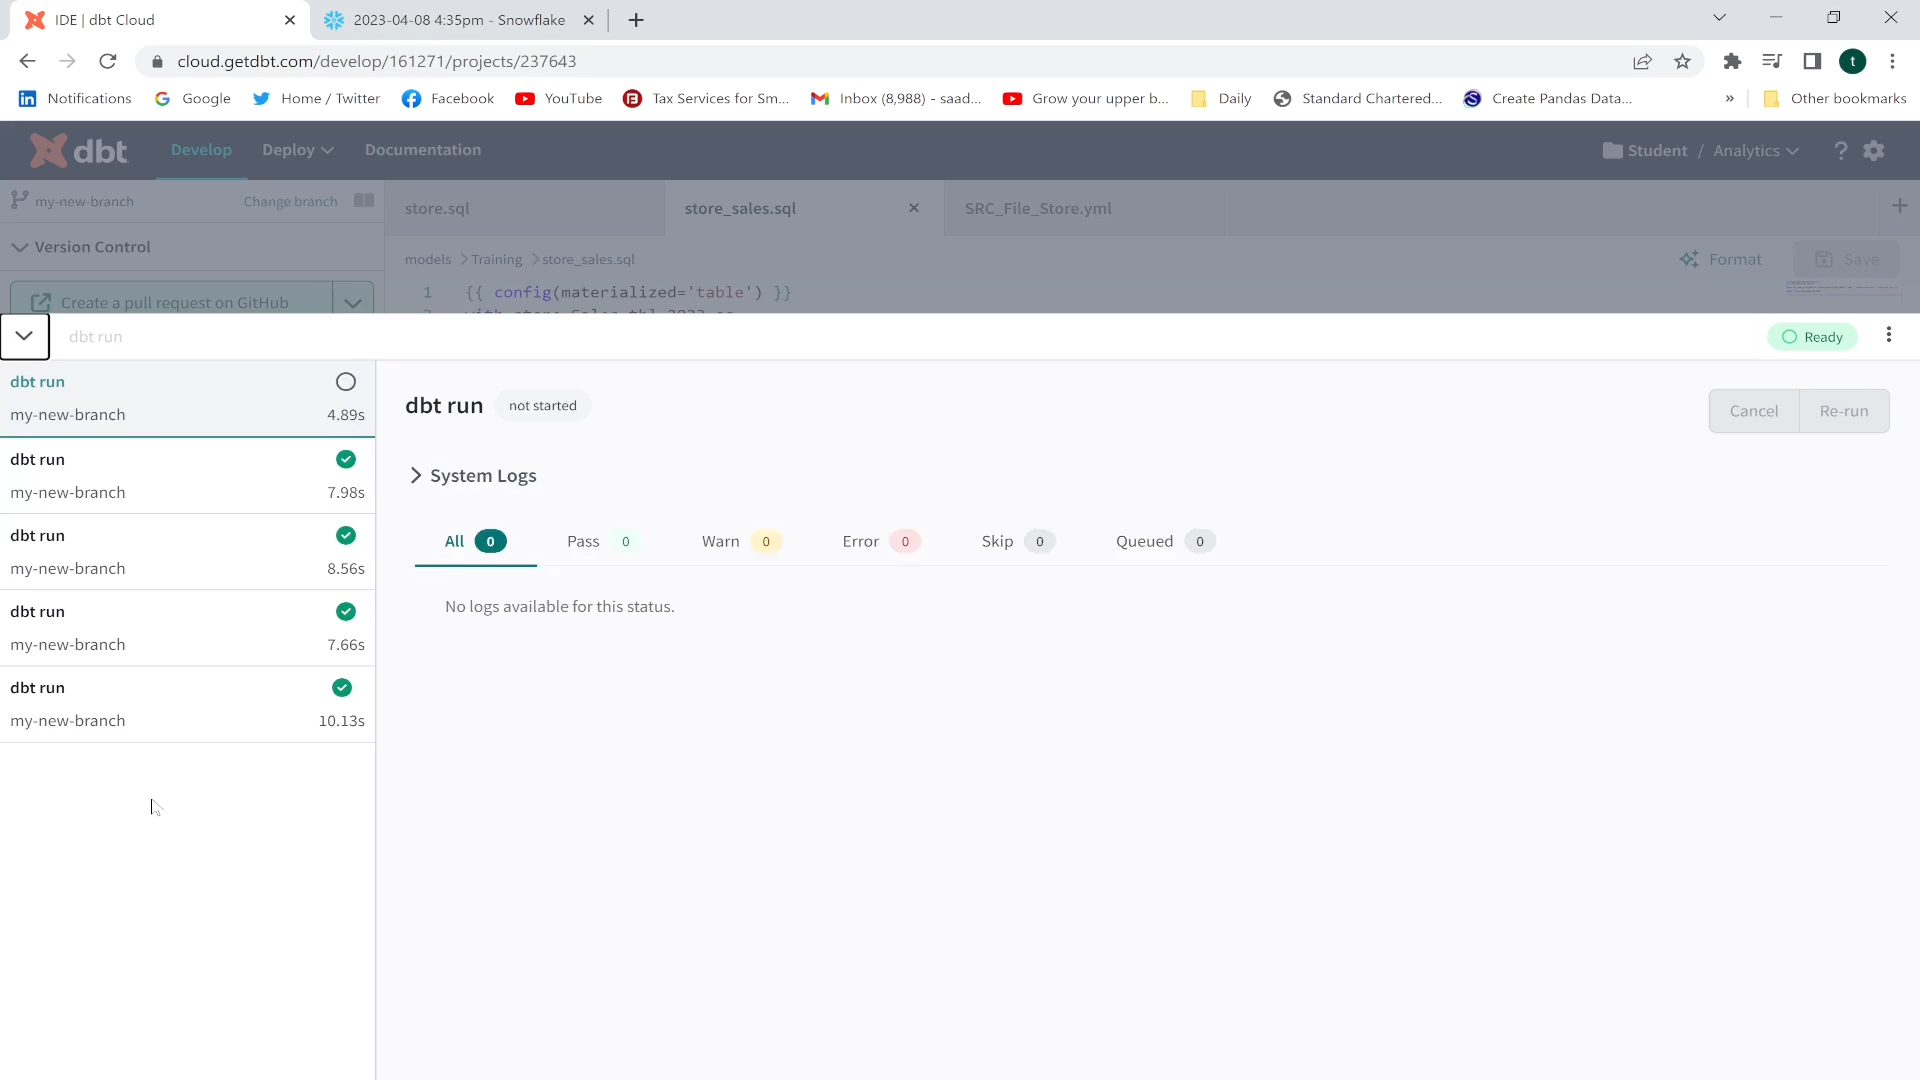 IDE | dbt Cloud
2023-04-08 4:35pm - Snowflake
cloud.getdbt.com/develop/161271/projects/237643
t
Notifications
Google
Home / Twitter
Facebook
YouTube
Tax Services for Sm...
Inbox (8,988) - saad...
Grow your upper b...
Daily
Standard Chartered...
Create Pandas Data...
»
Other bookmarks
dbt
Develop
Deploy
Documentation
Student / Analytics
my-new-branch
Change branch
store.sql
store_sales.sql
SRC_File_Store.yml
Version Control
models > Training > store_sales.sql
Format
Save
Create a pull request on GitHub
1 {{ config(materialized='table') }}
dbt run
Ready
dbt run
my-new-branch 4.89s
dbt run
my-new-branch 7.98s
dbt run
my-new-branch 8.56s
dbt run
my-new-branch 7.66s
dbt run
my-new-branch 10.13s
dbt run not started
Cancel Re-run
System Logs
All 0 Pass 0 Warn 0 Error 0 Skip 0 Queued 0
No logs available for this status.